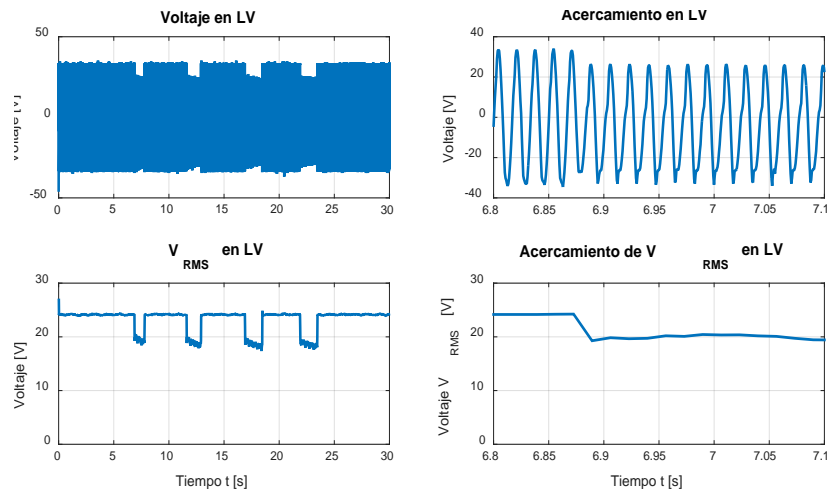 Voltaje en LV
Voltaje [V]
50
0
-50
0 5 10 15 20 25 30
Acercamiento en LV
Voltaje [V]
40
20
0
-20
-40
6.8 6.85 6.9 6.95 7 7.05 7.1
V RMS en LV
Voltaje [V]
30
20
10
0
0 5 10 15 20 25 30
Tiempo t [s]
Acercamiento de V RMS en LV
Voltaje V RMS [V]
30
20
10
0
6.8 6.85 6.9 6.95 7 7.05 7.1
Tiempo t [s]